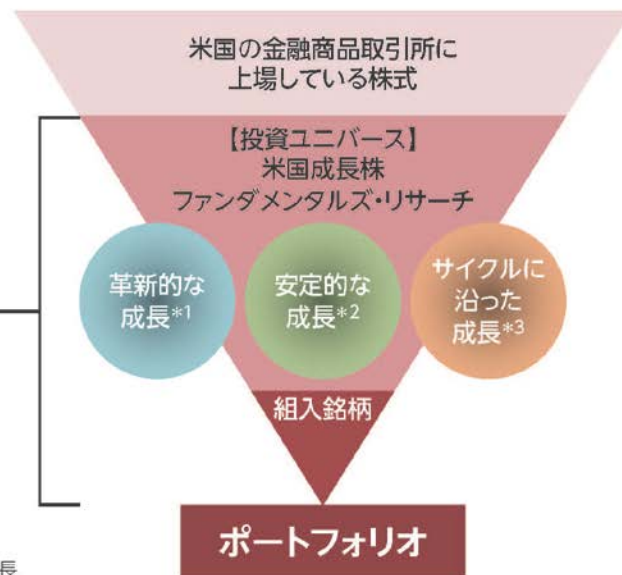 米国の金融商品取引所に
上場している株式
【投資ユニバース】
米国成長株
ファンダメンタルズ・リサーチ
革新的な
成長*1
安定的な
成長*2
サイクルに
沿った
成長*3
組入銘柄
ポートフォリオ
長